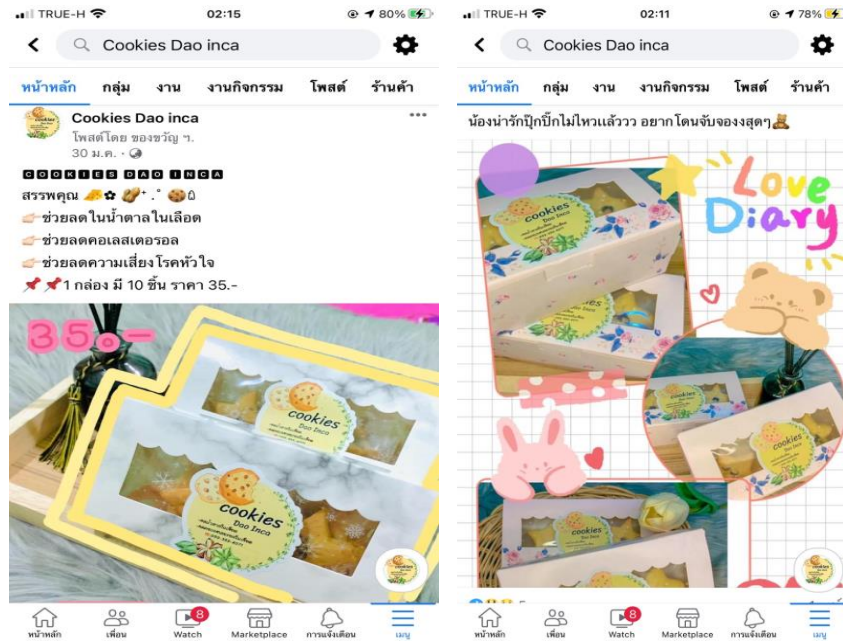 TRUE-H
02:15
80%
Cookies Dao inca
หน้าหลัก กลุ่ม งาน งานกิจกรรม โพสต์ ร้านค้า
Cookies Dao inca
โพสต์โดย ของขวัญ ฯ.
30 ม.ค. ·
COOKIES DAO INCA
สรรพคุณ
👉🏻ช่วยลดในน้ำตาลในเลือด
👉🏻ช่วยลดคอเลสเตอรอล
👉🏻ช่วยลดความเสี่ยงโรคหัวใจ
📌📌1 กล่อง มี 10 ชิ้น ราคา 35.-
35.-
cookies
Dao Inca
cookies
Dao Inca
หน้าหลัก เพื่อน Watch 8 Marketplace การแจ้งเตือน เมนู
TRUE-H
02:11
78%
Cookies Dao inca
หน้าหลัก กลุ่ม งาน งานกิจกรรม โพสต์ ร้านค้า
น้องน่ารักปุ๊กปิ๊กไม่ไหวแล้ววว อยากโดนจับจองงสุดๆ🧸
Love
Diary
cookies
Dao Inca
cookies
Dao Inca
cookies
Dao Inca
cookies
Dao Inca
หน้าหลัก เพื่อน Watch 8 Marketplace การแจ้งเตือน เมนู